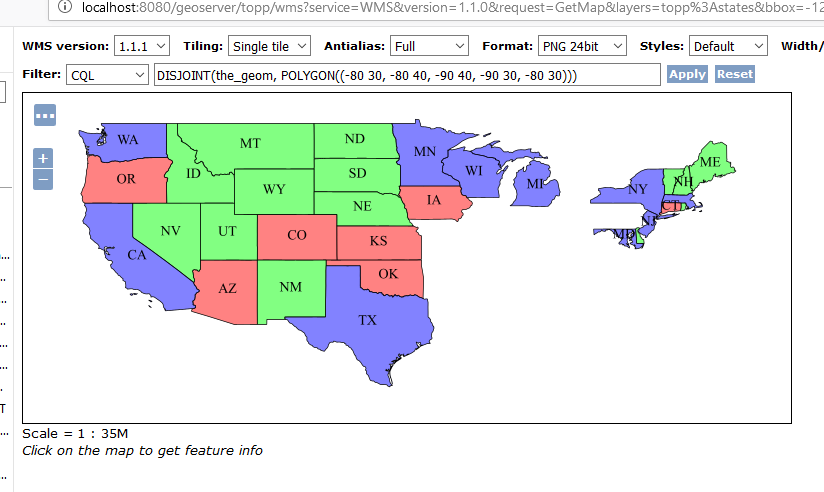 localhost:8080/geoserver/topp/wms?service=WMS&version=1.1.0&request=GetMap&layers=topp%3Astates&bbox=-12
WMS version: 1.1.1 Tiling: Single tile Antialias: Full Format: PNG 24bit Styles: Default Width/
Filter: CQL DISJOINT(the_geom, POLYGON((-80 30, -80 40, -90 40, -90 30, -80 30))) Apply Reset
+
−
WA MT ND MN ME
OR ID SD WI MI NY NH
WY NE IA CT
NV UT CO KS NJ
CA MD
AZ NM OK
TX
T
Scale = 1 : 35M
Click on the map to get feature info